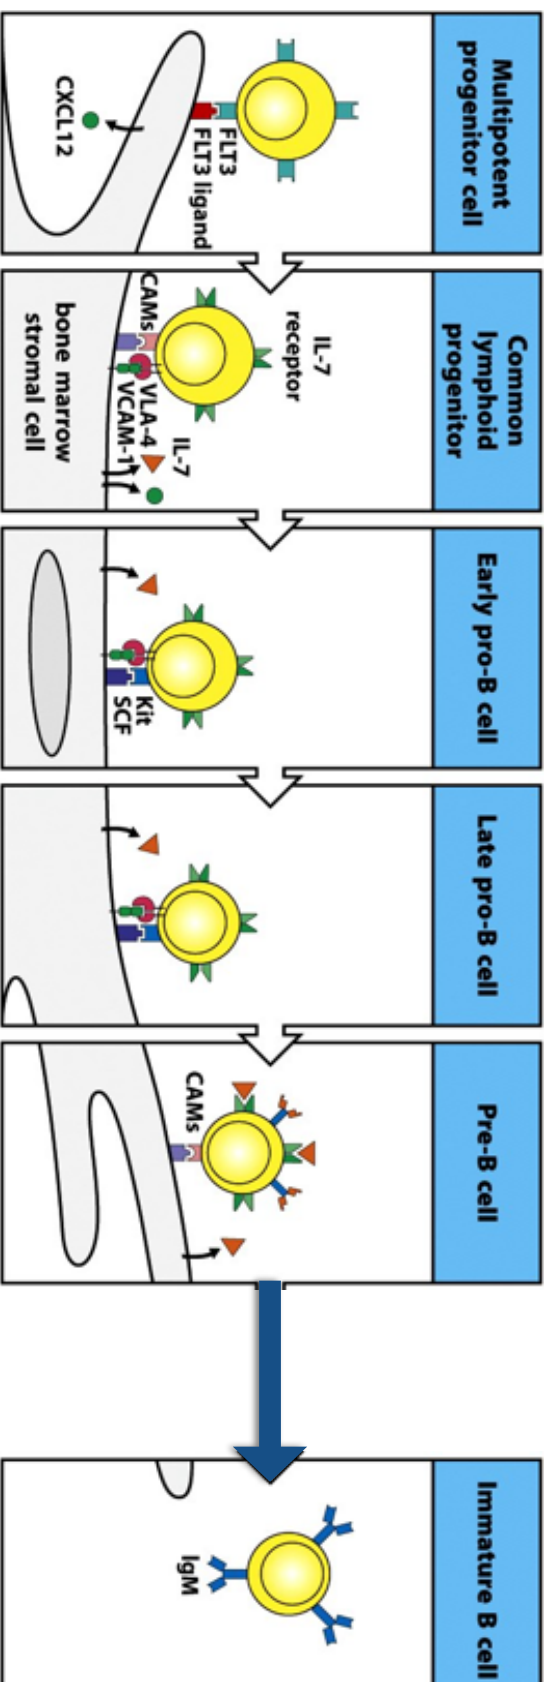 Multipotent
progenitor cell
FLT3
FLT3 ligand
CXCL12
Common
lymphoid
progenitor
IL-7
receptor
CAMs
VLA-4
VCAM-1
IL-7
bone marrow
stromal cell
Early pro-B cell
Kit
SCF
Late pro-B cell
Pre-B cell
CAMs
Immature B cell
IgM